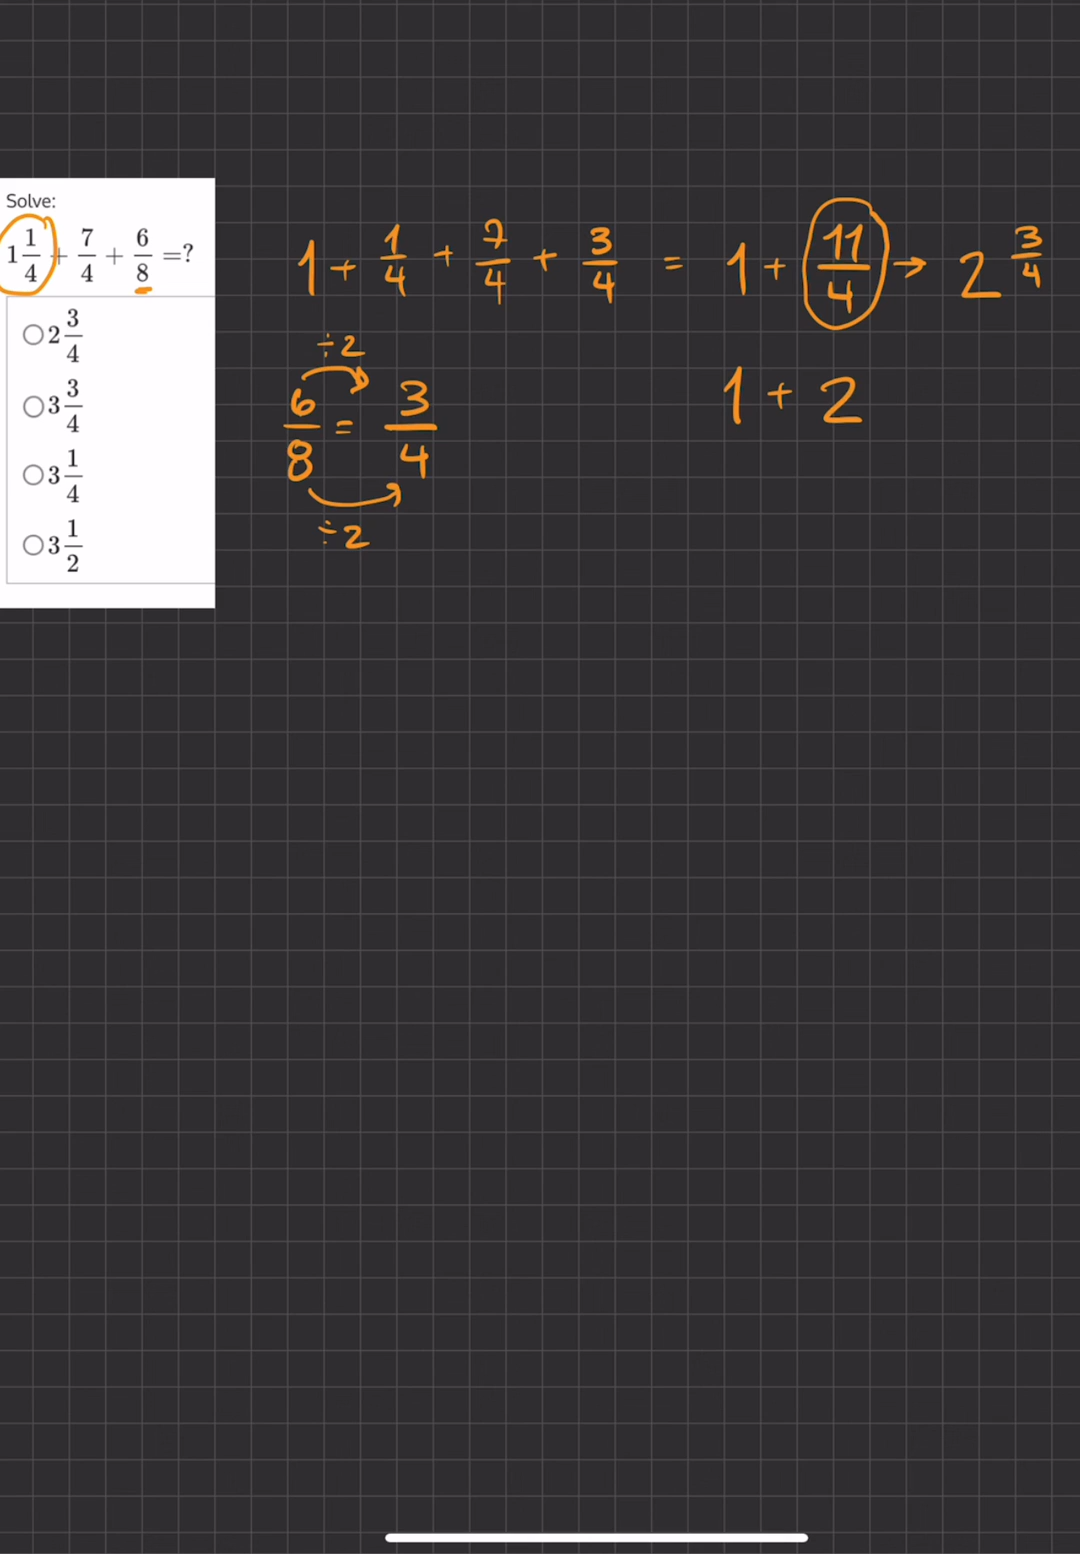 Solve:
1 1/4 + 7/4 + 6/8 =?
2 3/4
3 3/4
3 1/4
3 1/2
1 + 1/4 + 7/4 + 3/4 = 1 + 11/4 → 2 3/4
÷2
6/8 = 3/4
÷2
1 + 2